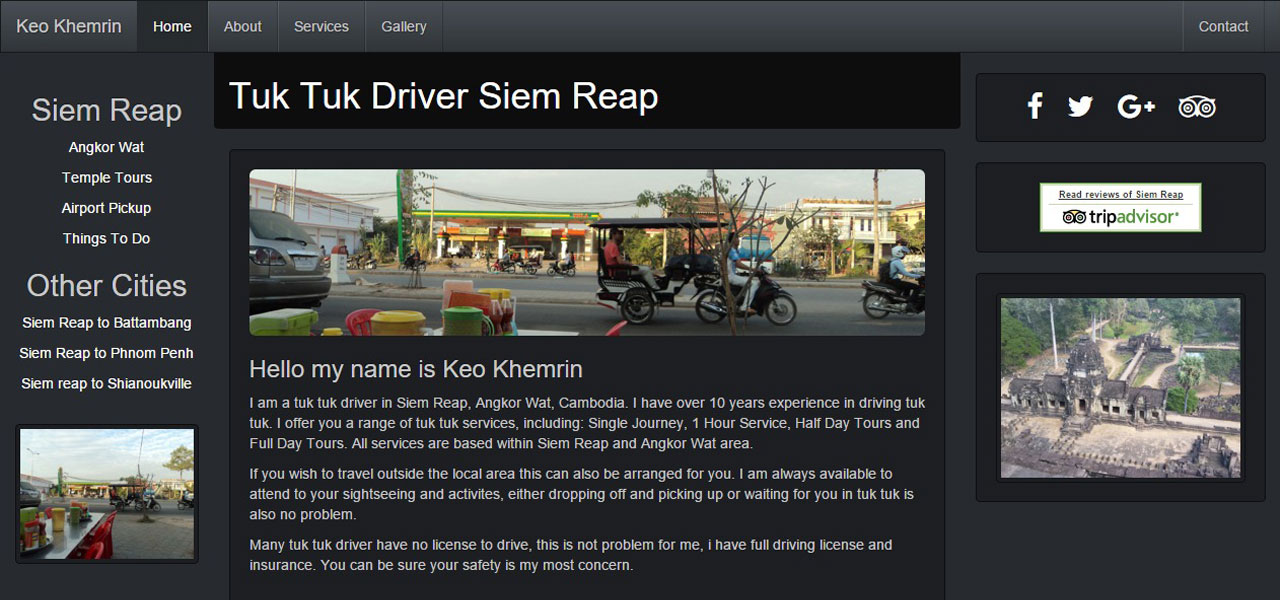 Keo Khemrin
Home
About
Services
Gallery
Contact
Siem Reap
Angkor Wat
Temple Tours
Airport Pickup
Things To Do
Other Cities
Siem Reap to Battambang
Siem Reap to Phnom Penh
Siem reap to Shianoukville
Tuk Tuk Driver Siem Reap
Hello my name is Keo Khemrin
I am a tuk tuk driver in Siem Reap, Angkor Wat, Cambodia. I have over 10 years experience in driving tuk
tuk. I offer you a range of tuk tuk services, including: Single Journey, 1 Hour Service, Half Day Tours and
Full Day Tours. All services are based within Siem Reap and Angkor Wat area.
If you wish to travel outside the local area this can also be arranged for you. I am always available to
attend to your sightseeing and activites, either dropping off and picking up or waiting for you in tuk tuk is
also no problem.
Many tuk tuk driver have no license to drive, this is not problem for me, i have full driving license and
insurance. You can be sure your safety is my most concern.
G+
Read reviews of Siem Reap
tripadvisor